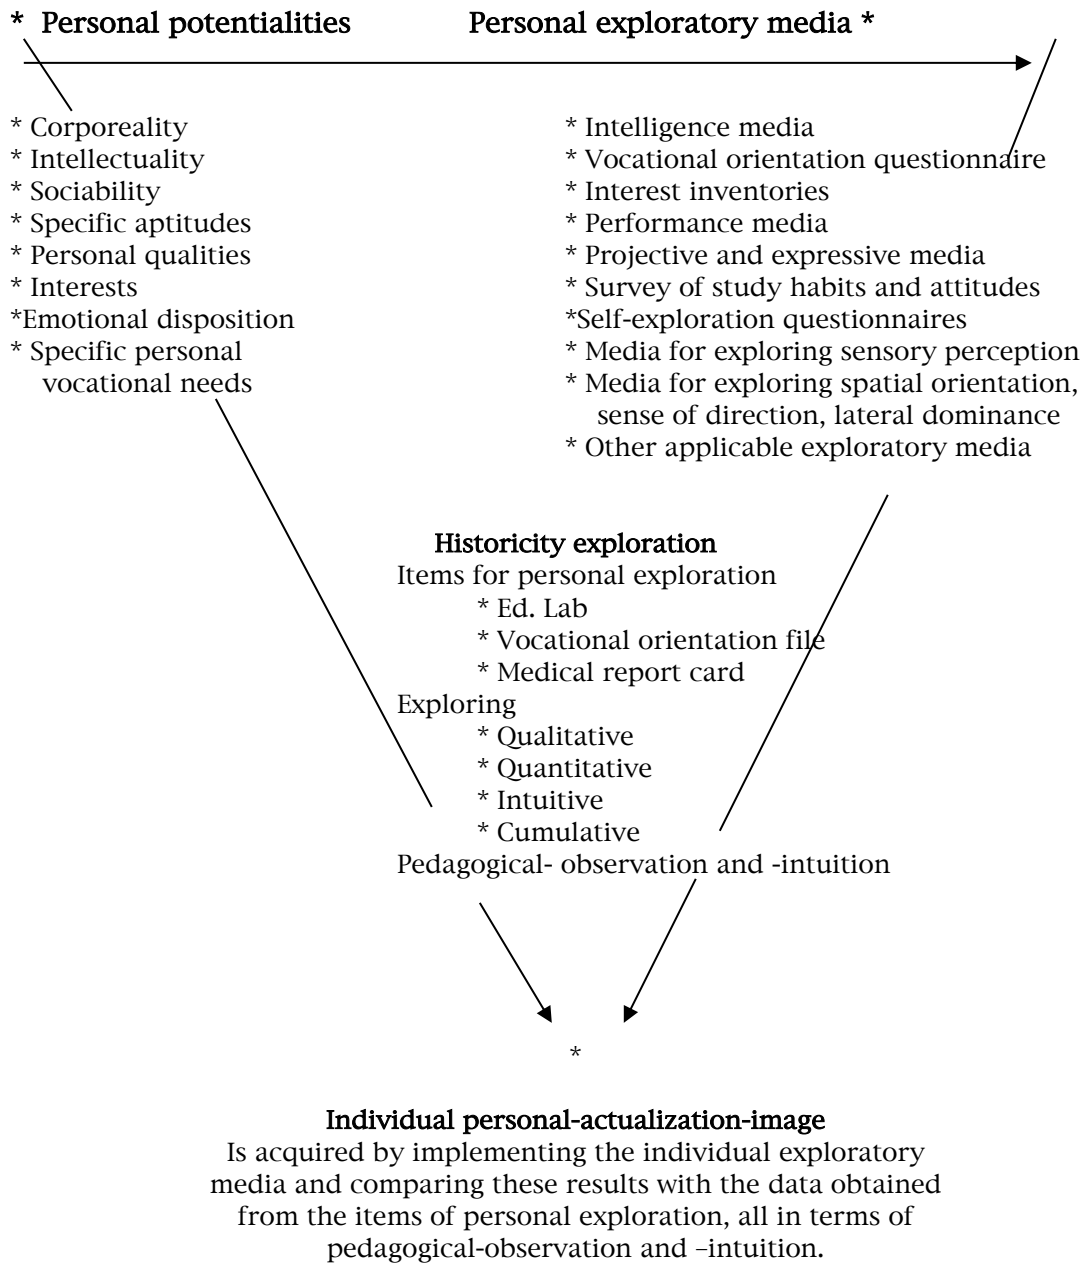 * Personal potentialities
Personal exploratory media *
* Corporeality
* Intellectuality
* Sociability
* Specific aptitudes
* Personal qualities
* Interests
*Emotional disposition
* Specific personal
vocational needs
* Intelligence media
* Vocational orientation questionnaire
* Interest inventories
* Performance media
* Projective and expressive media
* Survey of study habits and attitudes
*Self-exploration questionnaires
* Media for exploring sensory perception
* Media for exploring spatial orientation,
sense of direction, lateral dominance
* Other applicable exploratory media
Historicity exploration
Items for personal exploration
* Ed. Lab
* Vocational orientation file
* Medical report card
Exploring
* Qualitative
* Quantitative
* Intuitive
* Cumulative
Pedagogical- observation and -intuition
*
Individual personal-actualization-image
Is acquired by implementing the individual exploratory
media and comparing these results with the data obtained
from the items of personal exploration, all in terms of
pedagogical-observation and –intuition.